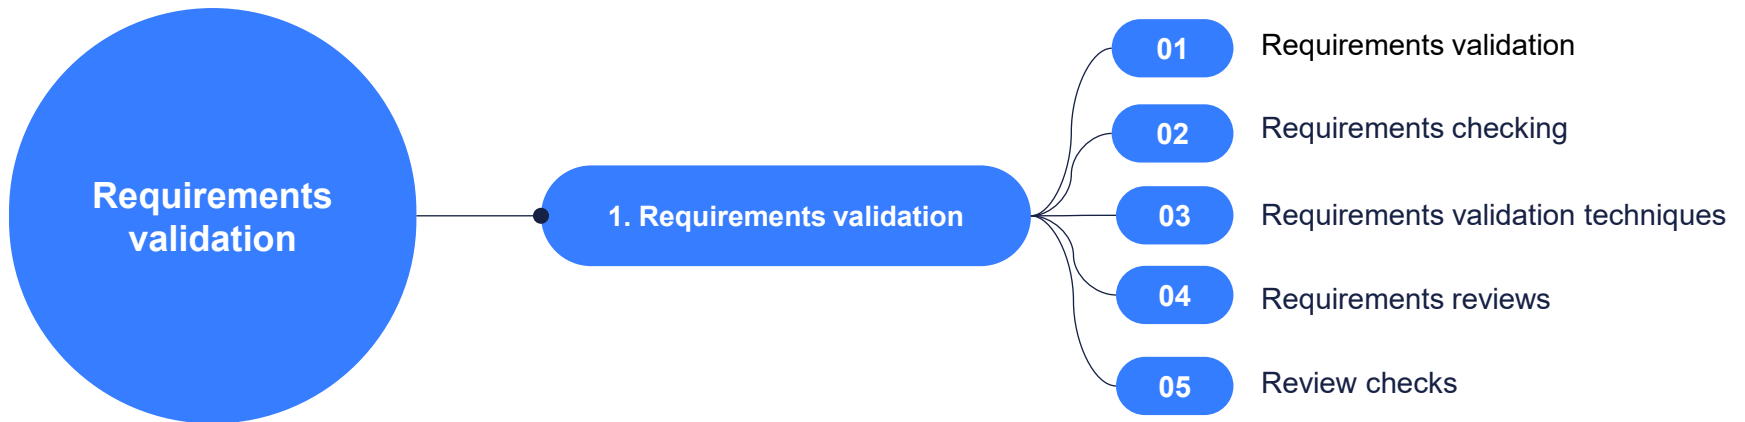 Requirements
validation
1. Requirements validation
01 Requirements validation
02 Requirements checking
03 Requirements validation techniques
04 Requirements reviews
05 Review checks